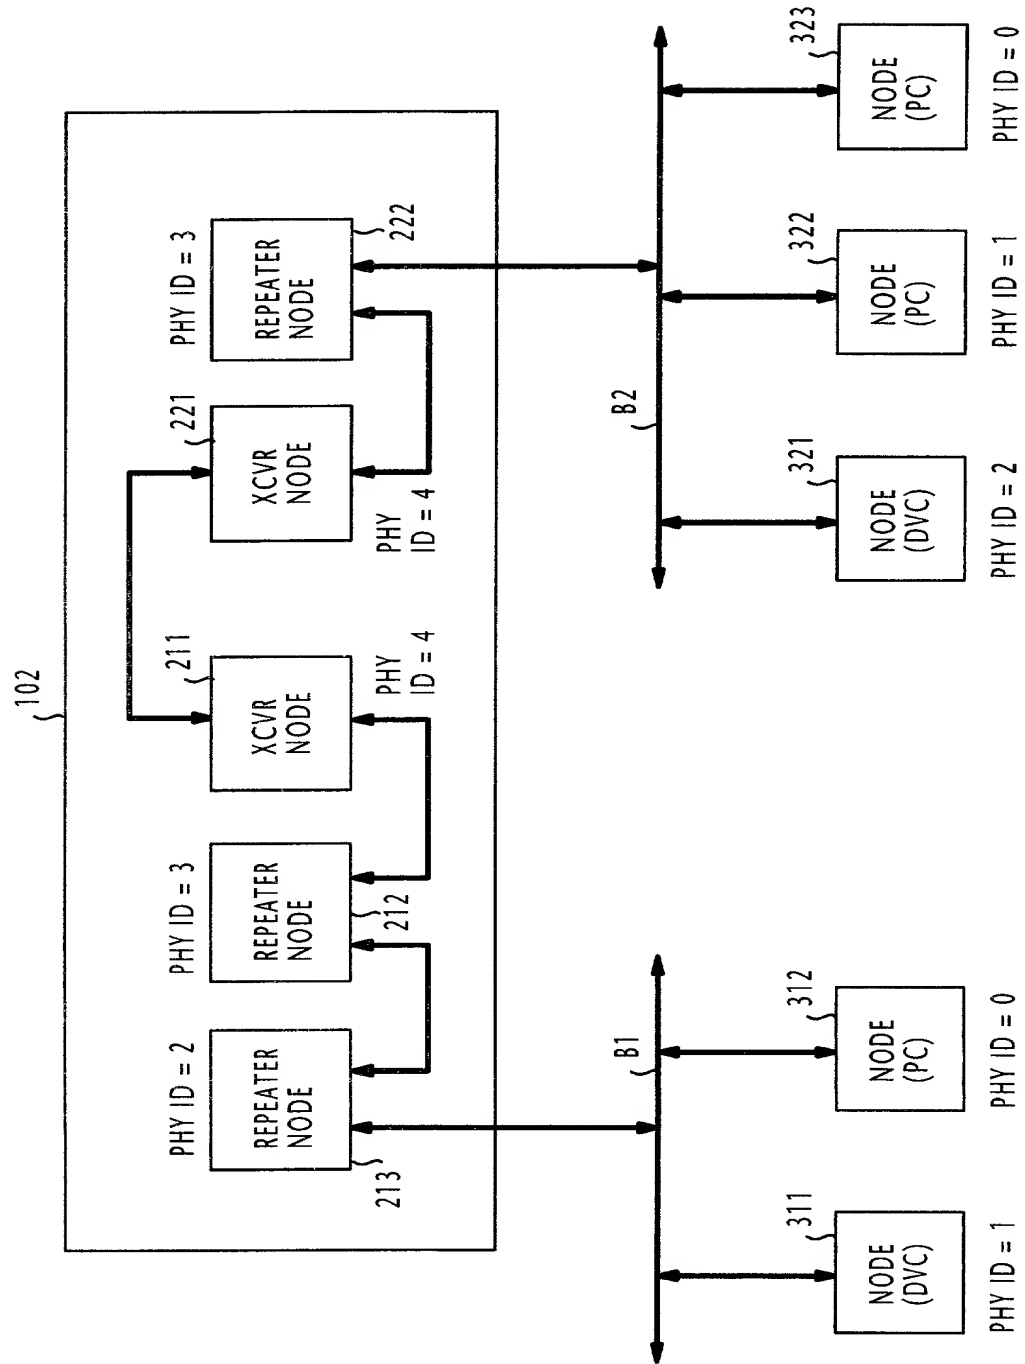 102
211
221
PHY ID = 2
REPEATER
NODE
213
PHY ID = 3
REPEATER
NODE
212
XCVR
NODE
PHY
ID = 4
XCVR
NODE
PHY
ID = 4
PHY ID = 3
REPEATER
NODE
222
B1
B2
311
NODE
(DVC)
PHY ID = 1
312
NODE
(PC)
PHY ID = 0
321
NODE
(DVC)
PHY ID = 2
322
NODE
(PC)
PHY ID = 1
323
NODE
(PC)
PHY ID = 0